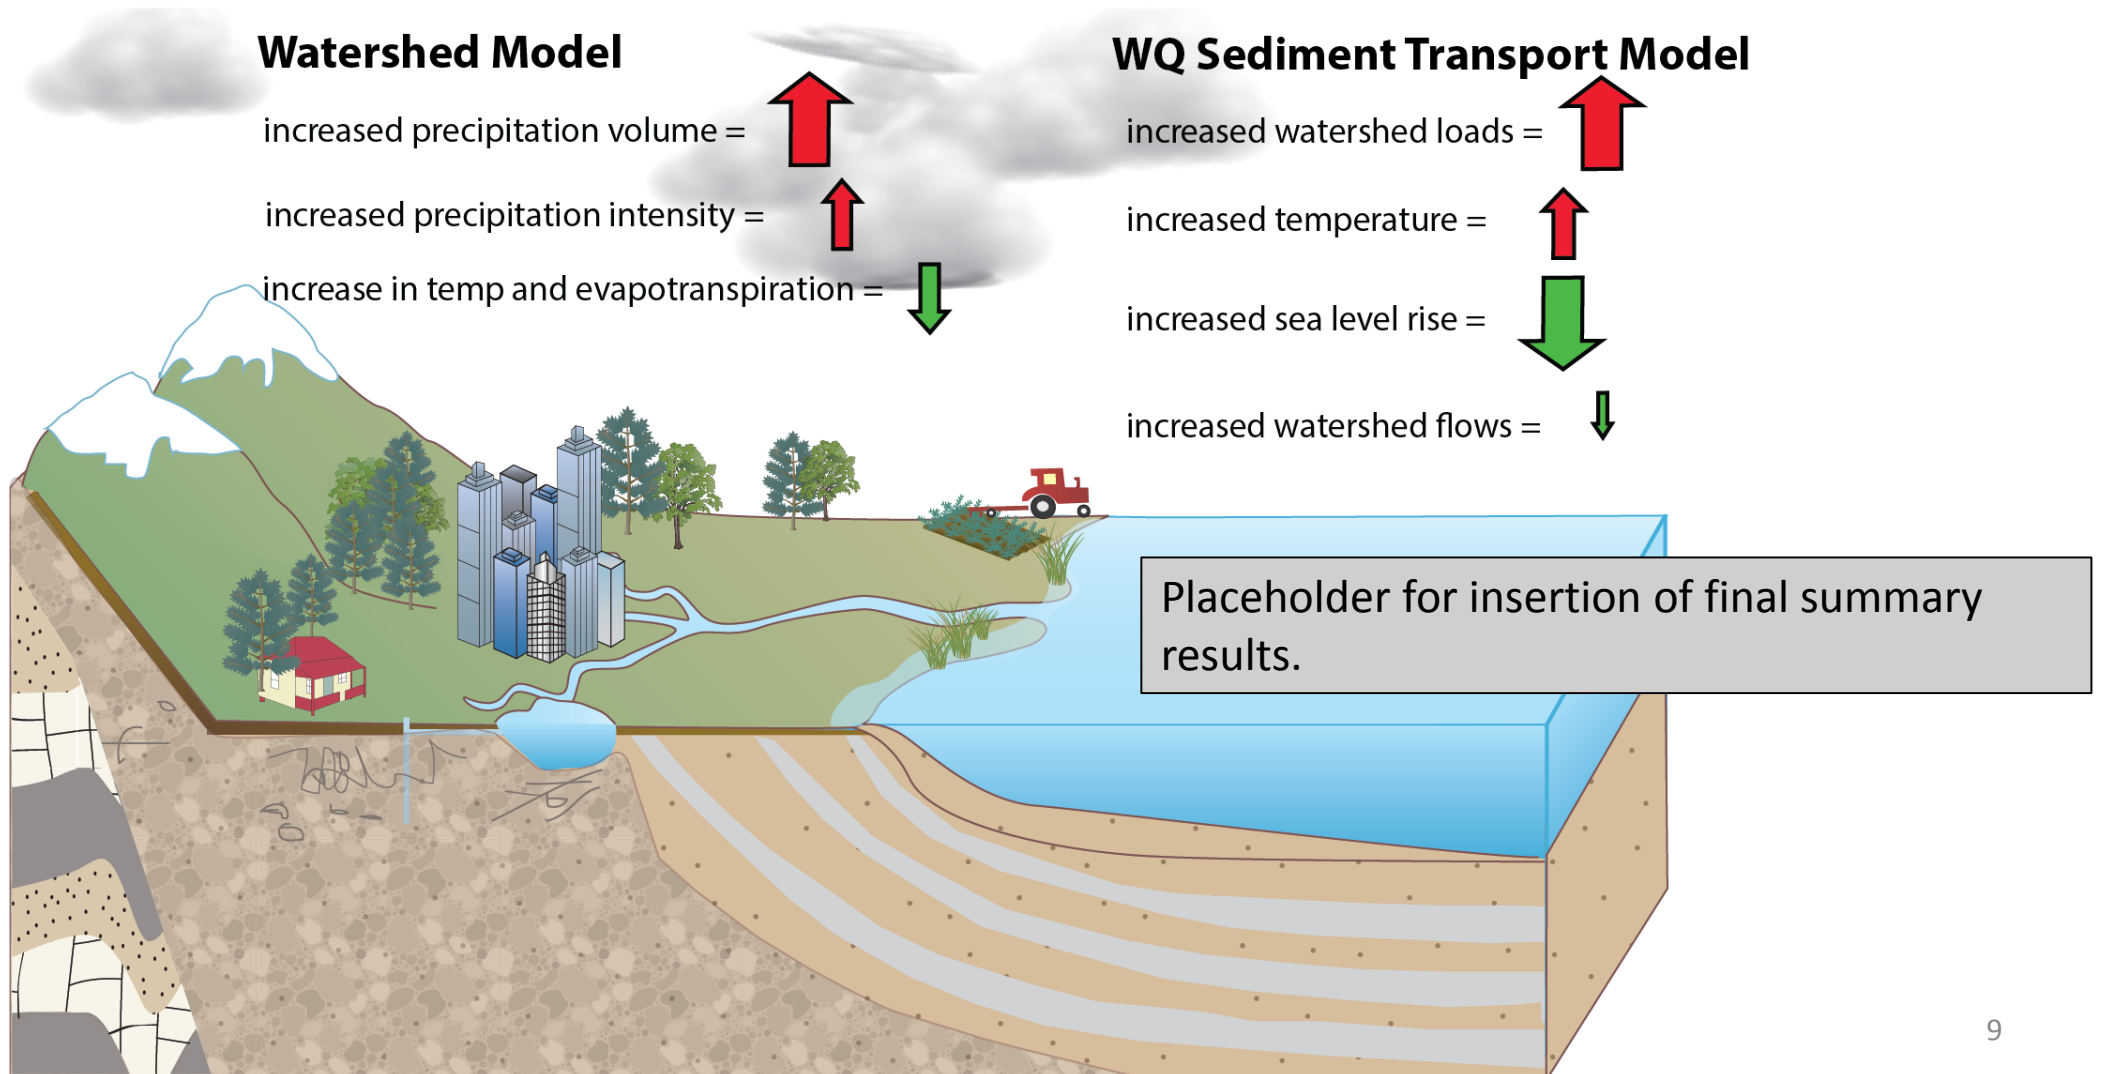 Watershed Model
increased precipitation volume =
increased precipitation intensity =
increase in temp and evapotranspiration =
WQ Sediment Transport Model
increased watershed loads =
increased temperature =
increased sea level rise =
increased watershed flows =
Placeholder for insertion of final summary
results.
9